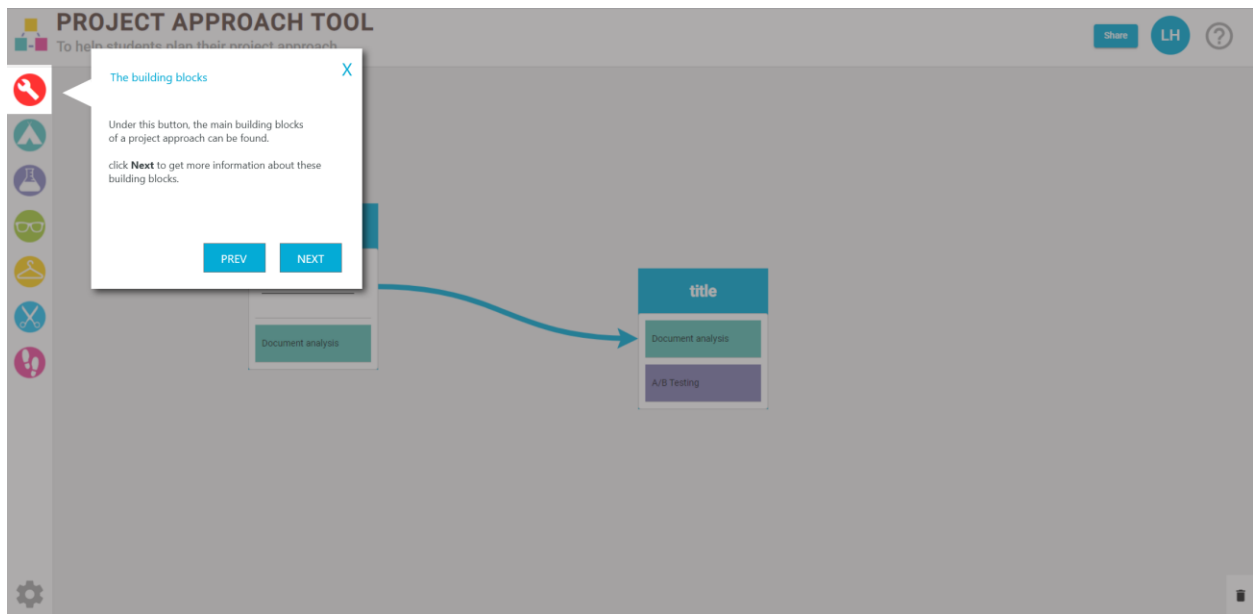 PROJECT APPROACH TOOL
To help students plan their project approach
Share
LH
?
The building blocks
X
Under this button, the main building blocks
of a project approach can be found.
click Next to get more information about these
building blocks.
PREV
NEXT
Document analysis
title
Document analysis
A/B Testing